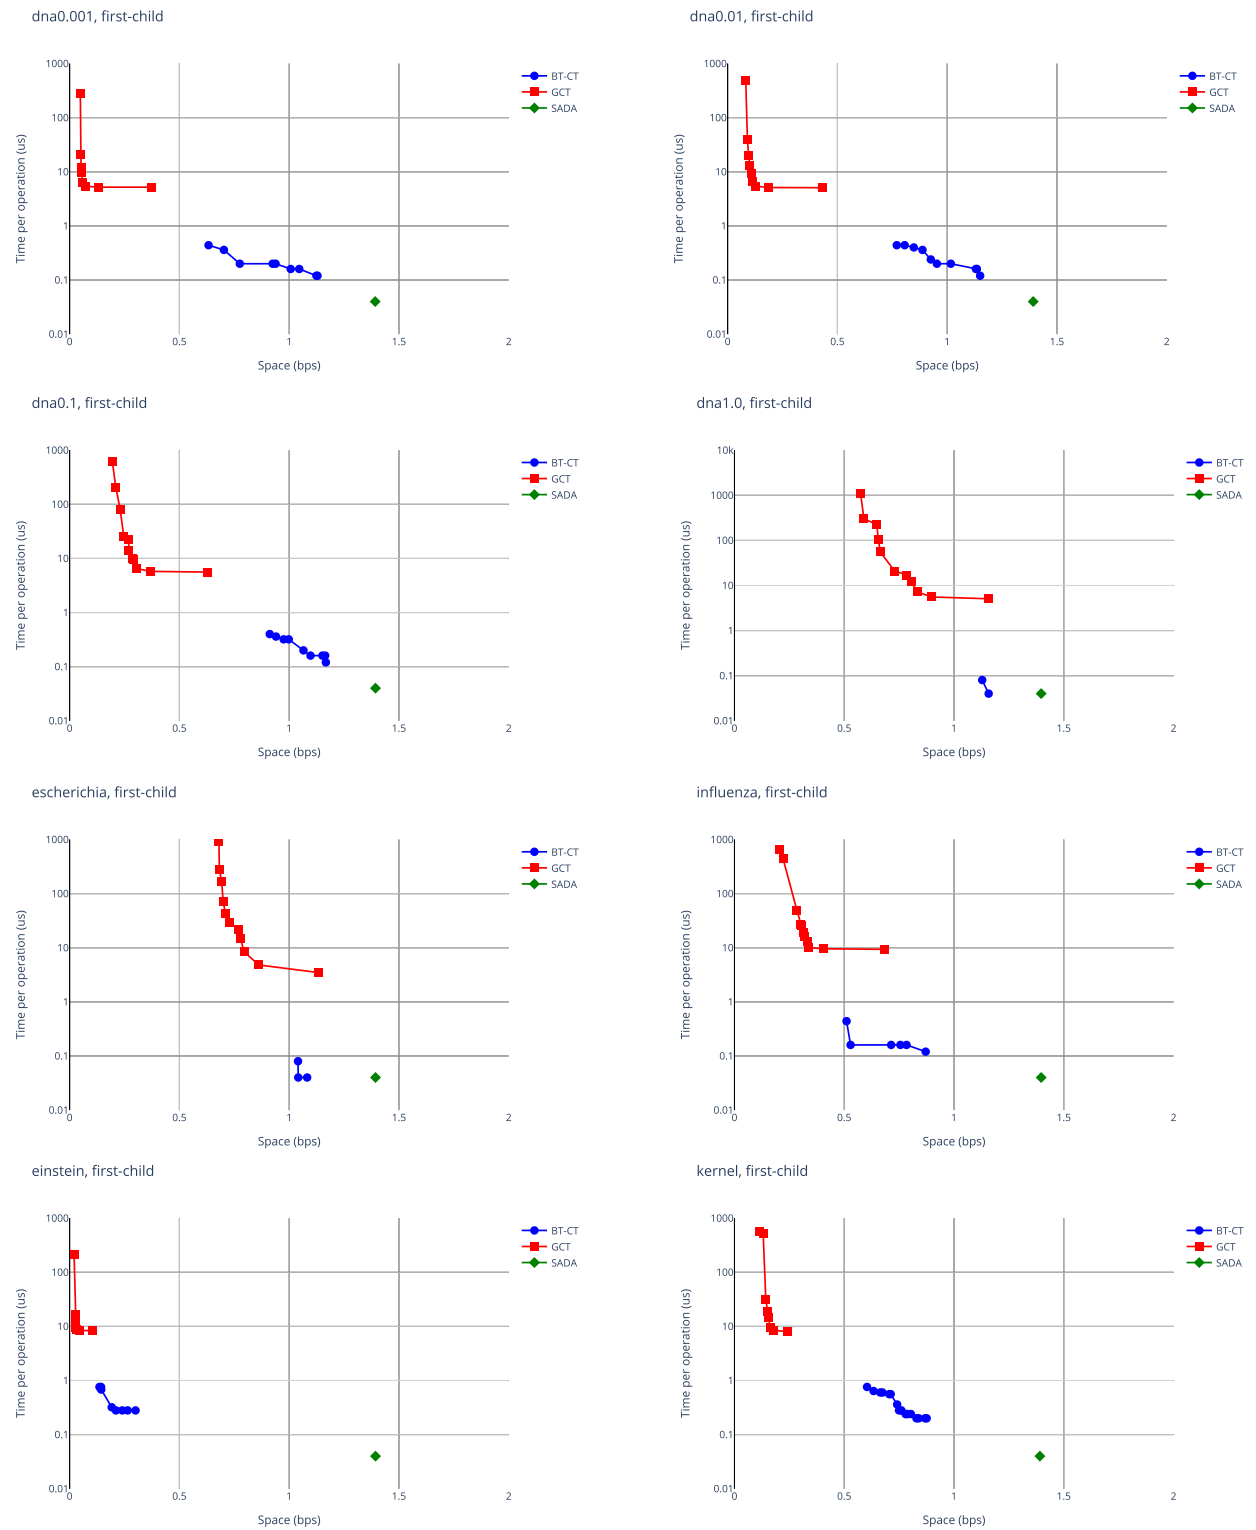 dna0.001, first-child
1000
100
10
1
0.1
0.01
0
0.5
1
1.5
2
Time per operation (us)
Space (bps)
BT-CT
GCT
SADA
dna0.01, first-child
1000
100
10
1
0.1
0.01
0
0.5
1
1.5
2
Time per operation (us)
Space (bps)
BT-CT
GCT
SADA
dna0.1, first-child
1000
100
10
1
0.1
0.01
0
0.5
1
1.5
2
Time per operation (us)
Space (bps)
BT-CT
GCT
SADA
dna1.0, first-child
10k
1000
100
10
1
0.1
0.01
0
0.5
1
1.5
2
Time per operation (us)
Space (bps)
BT-CT
GCT
SADA
escherichia, first-child
1000
100
10
1
0.1
0.01
0
0.5
1
1.5
2
Time per operation (us)
Space (bps)
BT-CT
GCT
SADA
influenza, first-child
1000
100
10
1
0.1
0.01
0
0.5
1
1.5
2
Time per operation (us)
Space (bps)
BT-CT
GCT
SADA
einstein, first-child
1000
100
10
1
0.1
0.01
0
0.5
1
1.5
2
Time per operation (us)
Space (bps)
BT-CT
GCT
SADA
kernel, first-child
1000
100
10
1
0.1
0.01
0
0.5
1
1.5
2
Time per operation (us)
Space (bps)
BT-CT
GCT
SADA